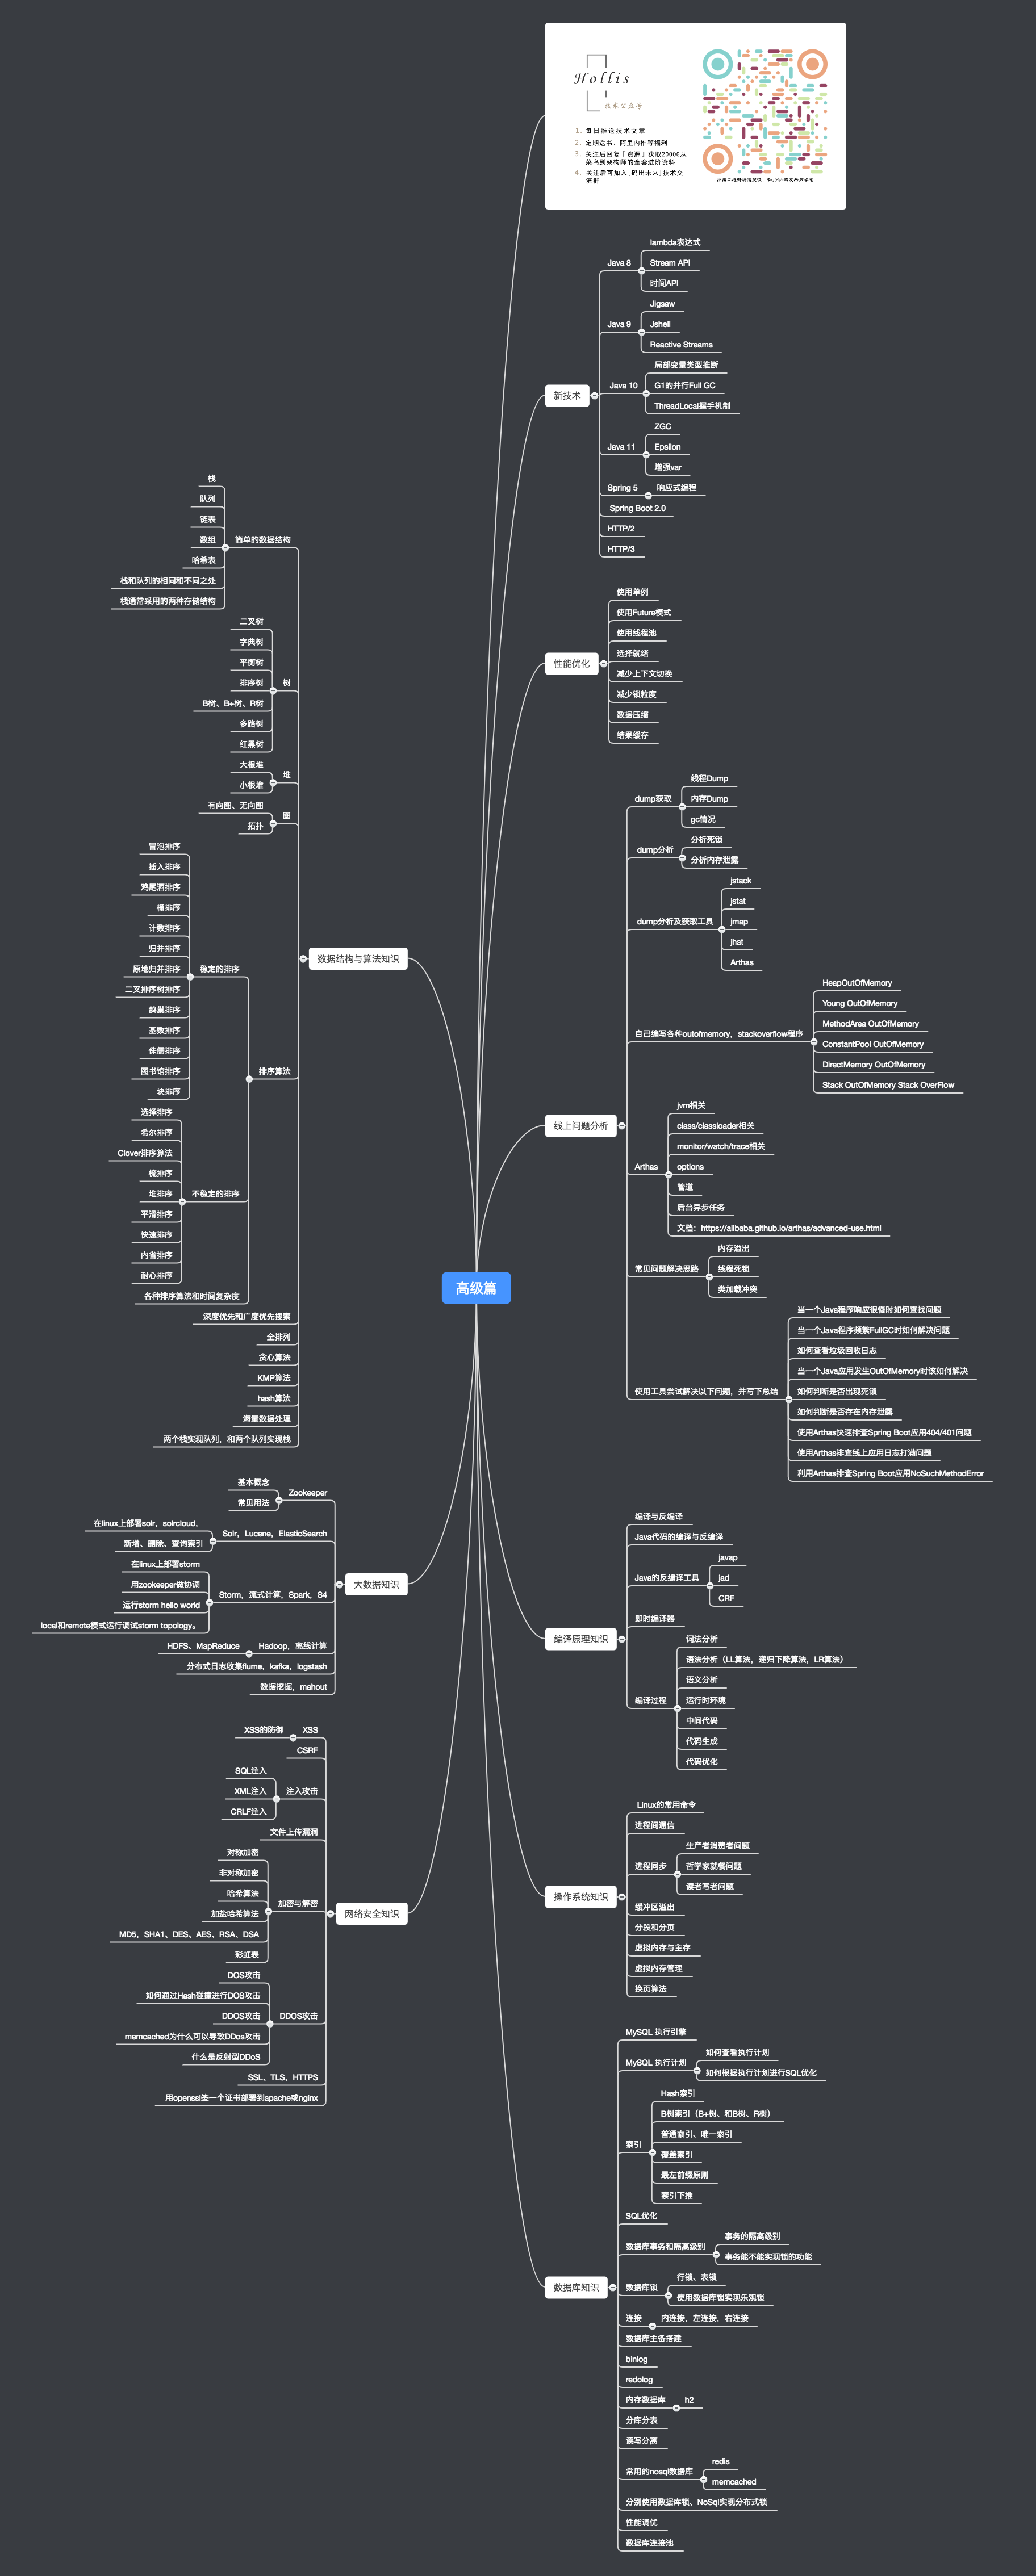 Hollis
技术公众号
1. 每日推送技术文章
2. 定期送书、阿里内推等福利
3. 关注后回复「资源」获取2000G从
菜鸟到架构师的全套进阶资料
4. 关注后可加入[码出未来]技术交
流群
高级篇
新技术
Java 8
lambda表达式
Stream API
时间API
Java 9
Jigsaw
Jshell
Reactive Streams
Java 10
局部变量类型推断
G1的并行Full GC
ThreadLocal握手机制
Java 11
ZGC
Epsilon
增强var
Spring 5
响应式编程
Spring Boot 2.0
HTTP/2
HTTP/3
性能优化
使用单例
使用Future模式
使用线程池
选择就绪
减少上下文切换
减少锁粒度
数据压缩
结果缓存
线上问题分析
dump获取
线程Dump
内存Dump
gc情况
dump分析
分析死锁
分析内存泄露
dump分析及获取工具
jstack
jstat
jmap
jhat
Arthas
自己编写各种outofmemory，stackoverflow程序
HeapOutOfMemory
Young OutOfMemory
MethodArea OutOfMemory
ConstantPool OutOfMemory
DirectMemory OutOfMemory
Stack OutOfMemory Stack OverFlow
Arthas
jvm相关
class/classloader相关
monitor/watch/trace相关
options
管道
后台异步任务
文档：https://alibaba.github.io/arthas/advanced-use.html
常见问题解决思路
内存溢出
线程死锁
类加载冲突
使用工具尝试解决以下问题，并写下总结
当一个Java程序响应很慢时如何查找问题
当一个Java程序频繁FullGC时如何解决问题
如何查看垃圾回收日志
当一个Java应用发生OutOfMemory时该如何解决
如何判断是否出现死锁
如何判断是否存在内存泄露
使用Arthas快速排查Spring Boot应用404/401问题
使用Arthas排查线上应用日志打满问题
利用Arthas排查Spring Boot应用NoSuchMethodError
编译原理知识
编译与反编译
Java代码的编译与反编译
Java的反编译工具
javap
jad
CRF
即时编译器
编译过程
词法分析
语法分析（LL算法，递归下降算法，LR算法）
语义分析
运行时环境
中间代码
代码生成
代码优化
操作系统知识
Linux的常用命令
进程间通信
进程同步
生产者消费者问题
哲学家就餐问题
读者写者问题
缓冲区溢出
分段和分页
虚拟内存与主存
虚拟内存管理
换页算法
数据库知识
MySQL 执行引擎
MySQL 执行计划
如何查看执行计划
如何根据执行计划进行SQL优化
索引
Hash索引
B树索引（B+树、和B树、R树）
普通索引、唯一索引
覆盖索引
最左前缀原则
索引下推
SQL优化
数据库事务和隔离级别
事务的隔离级别
事务能不能实现锁的功能
数据库锁
行锁、表锁
使用数据库锁实现乐观锁
连接
内连接，左连接，右连接
数据库主备搭建
binlog
redolog
内存数据库
h2
分库分表
读写分离
常用的nosql数据库
redis
memcached
分别使用数据库锁、NoSql实现分布式锁
性能调优
数据库连接池
数据结构与算法知识
简单的数据结构
栈
队列
链表
数组
哈希表
栈和队列的相同和不同之处
栈通常采用的两种存储结构
树
二叉树
字典树
平衡树
排序树
B树、B+树、R树
多路树
红黑树
堆
大根堆
小根堆
图
有向图、无向图
拓扑
排序算法
稳定的排序
冒泡排序
插入排序
鸡尾酒排序
桶排序
计数排序
归并排序
原地归并排序
二叉排序树排序
鸽巢排序
基数排序
侏儒排序
图书馆排序
块排序
不稳定的排序
选择排序
希尔排序
Clover排序算法
梳排序
堆排序
平滑排序
快速排序
内省排序
耐心排序
各种排序算法和时间复杂度
深度优先和广度优先搜索
全排列
贪心算法
KMP算法
hash算法
海量数据处理
两个栈实现队列，和两个队列实现栈
大数据知识
Zookeeper
基本概念
常见用法
Solr，Lucene，ElasticSearch
在linux上部署solr，solrcloud，
新增、删除、查询索引
Storm，流式计算，Spark，S4
在linux上部署storm
用zookeeper做协调
运行storm hello world
local和remote模式运行调试storm topology。
Hadoop，离线计算
HDFS、MapReduce
分布式日志收集flume，kafka，logstash
数据挖掘，mahout
网络安全知识
XSS
XSS的防御
CSRF
注入攻击
SQL注入
XML注入
CRLF注入
文件上传漏洞
加密与解密
对称加密
非对称加密
哈希算法
加盐哈希算法
MD5，SHA1、DES、AES、RSA、DSA
彩虹表
DDOS攻击
DOS攻击
如何通过Hash碰撞进行DOS攻击
DDOS攻击
memcached为什么可以导致DDos攻击
什么是反射型DDoS
SSL、TLS，HTTPS
用openssl签一个证书部署到apache或nginx